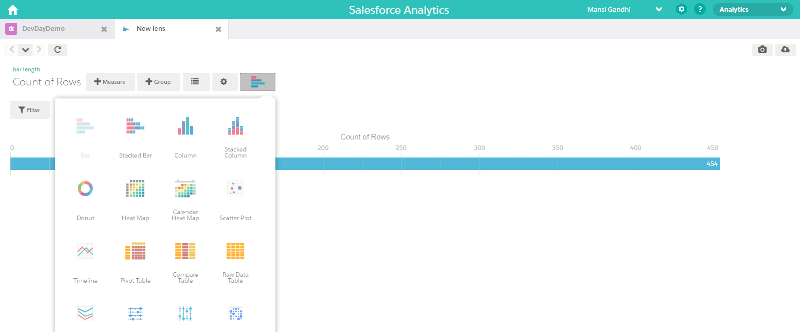 Salesforce Analytics
Mansi Gandhi
?
Analytics
DevDayDemo
New lens
bar length
Count of Rows
Measure
Group
Filter
Bar
Stacked Bar
Column
Stacked
Column
Donut
Heat Map
Calendar
Heat Map
Scatter Plot
Timeline
Pivot Table
Compare
Table
Raw Data
Table
Count of Rows
0
200
250
300
350
400
450
454